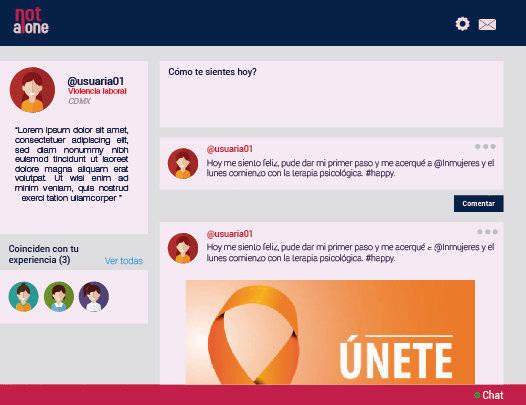 not
alone
@usuaria01
Violencia laboral
CDMX
"Lorem ipsum dolor sit amet,
consectetuer adipiscing elit,
sed diam nonummy nibh
euismod tincidunt ut laoreet
dolore magna aliquam erat
volutpat. Ut wisi enim ad
minim veniam, quis nostrud
exerci tation ullamcorper "
Coinciden con tu
experiencia (3)
Ver todas
Cómo te sientes hoy?
@usuaria01
Hoy me siento feliz, pude dar mi primer paso y me acerqué a @Inmujeres y el
lunes comienzo con la terapia psicológica. #happy.
Comentar
@usuaria01
Hoy me siento feliz, pude dar mi primer paso y me acerqué a @Inmujeres y el
lunes comienzo con la terapia psicológica. #happy.
ÚNETE
Chat